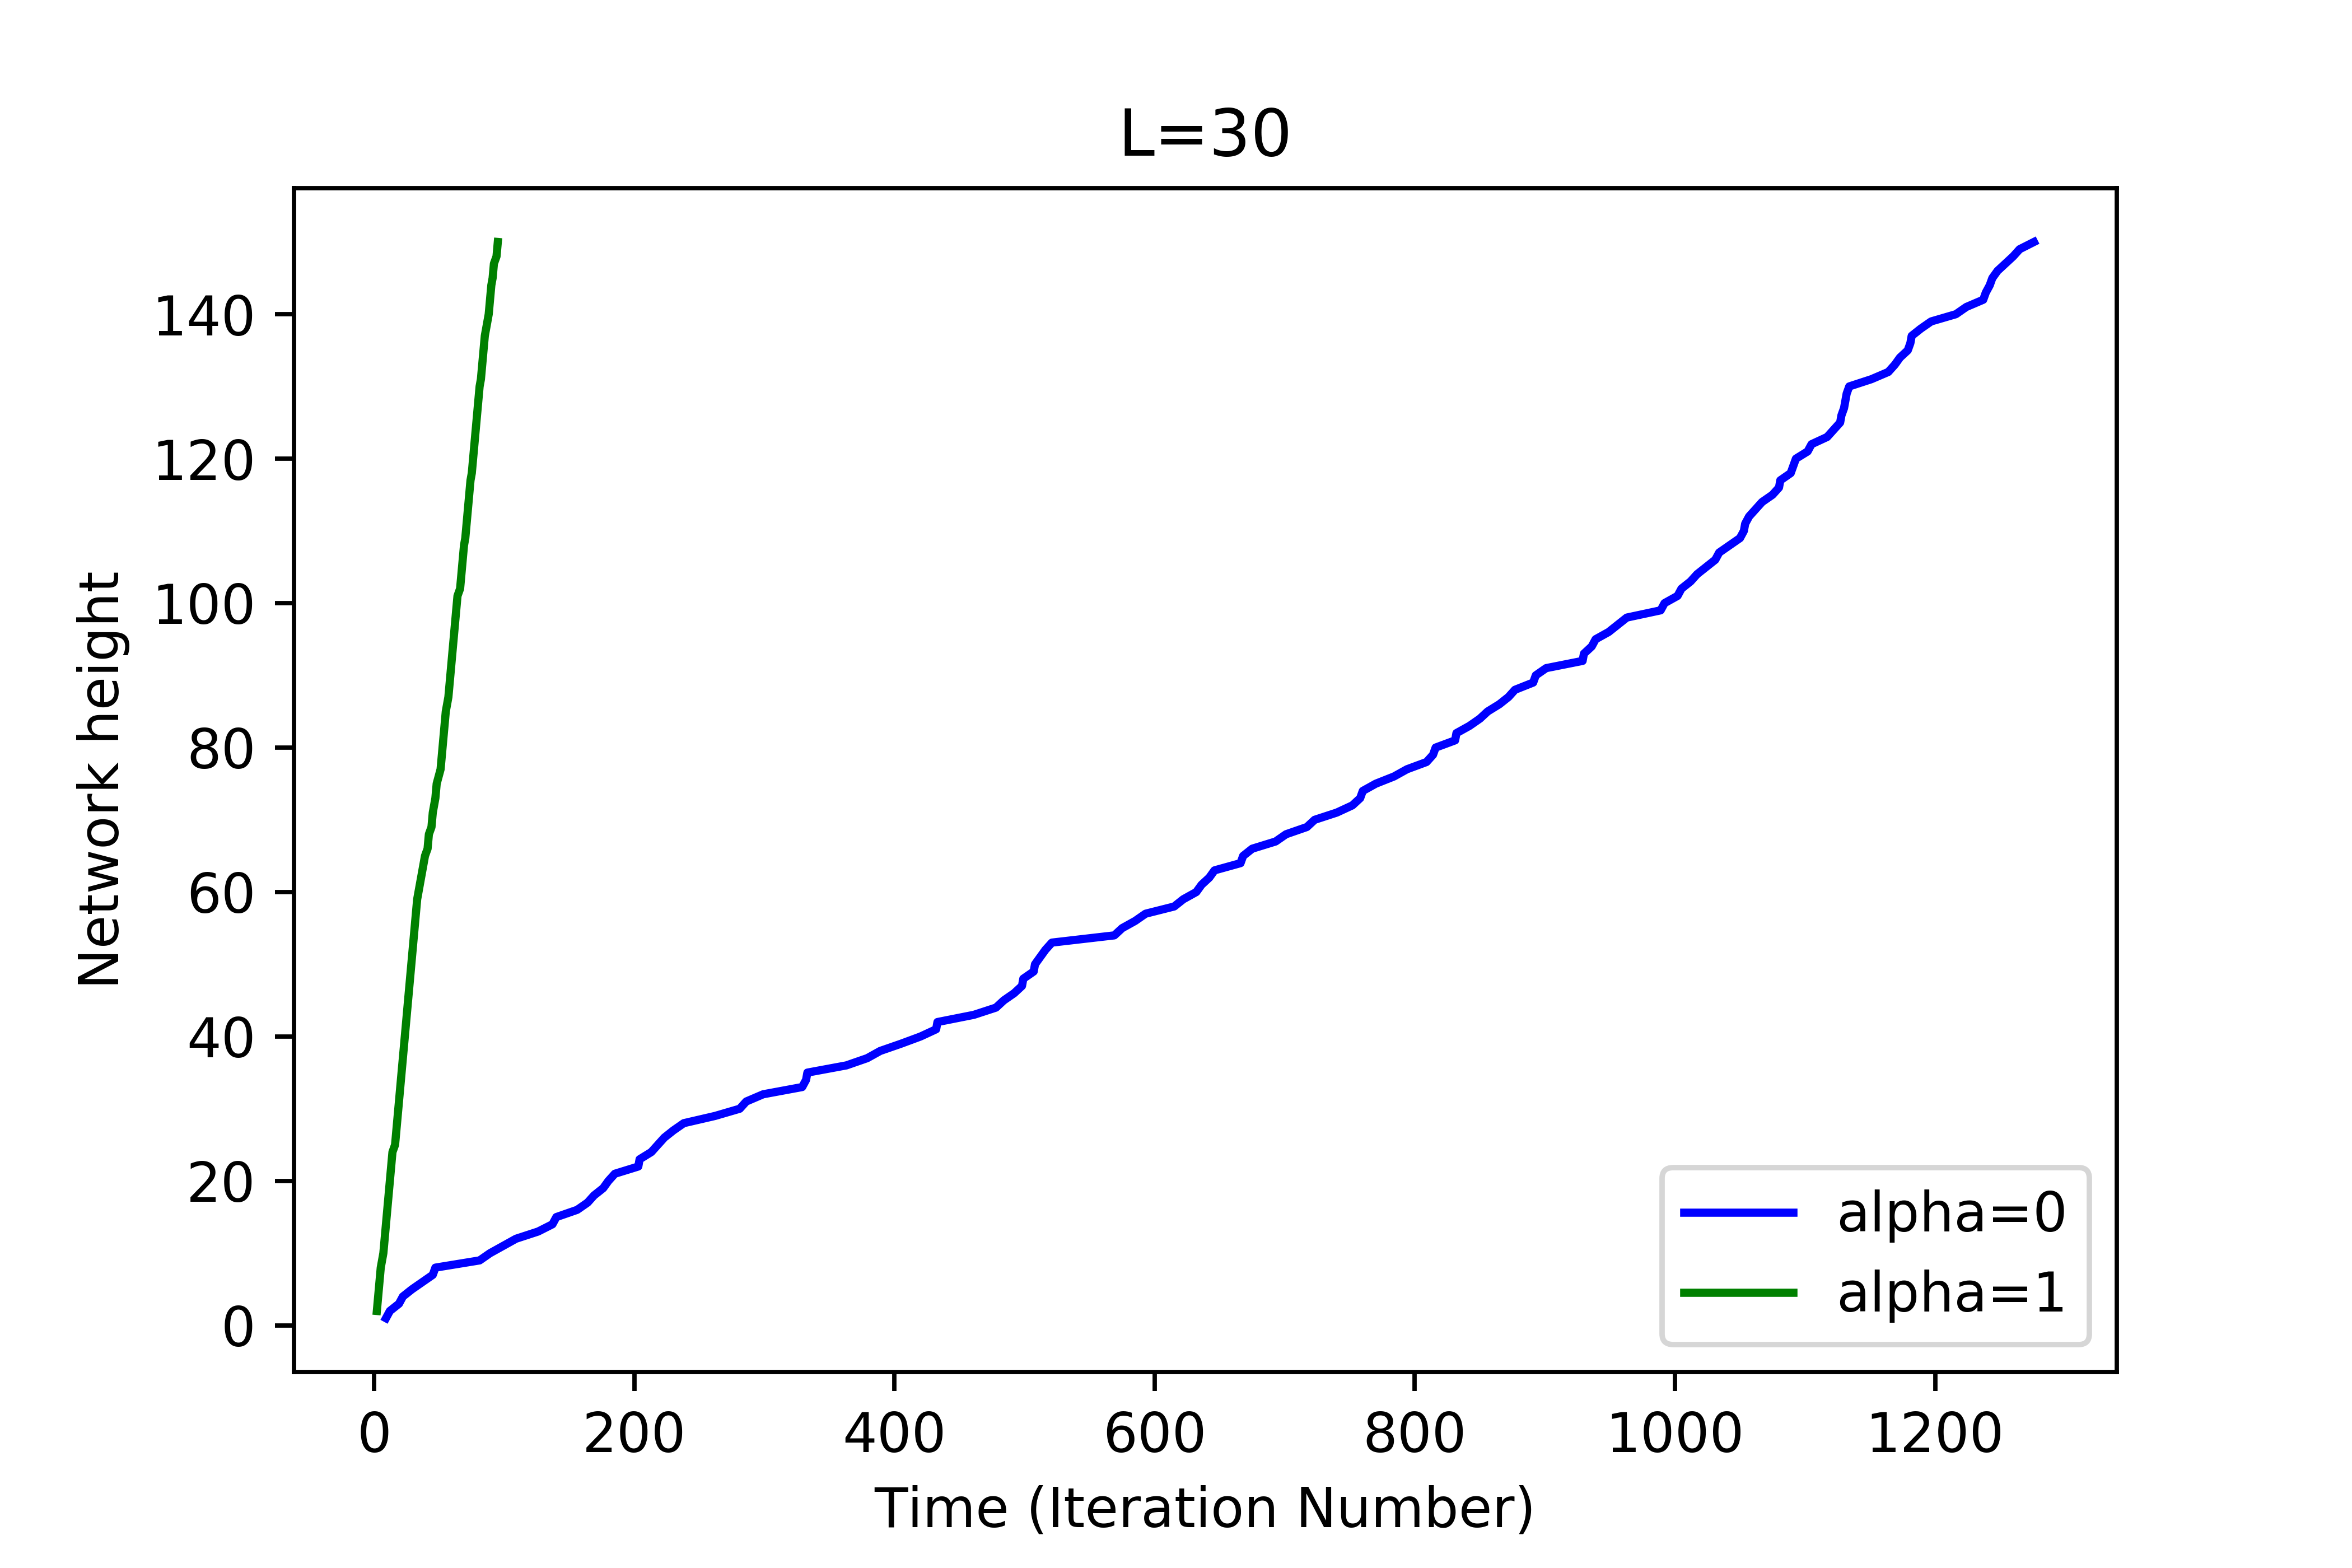 L=30
Network height
140
120
100
80
60
40
20
0
alpha=0
alpha=1
0 200 400 600 800 1000 1200
Time (Iteration Number)